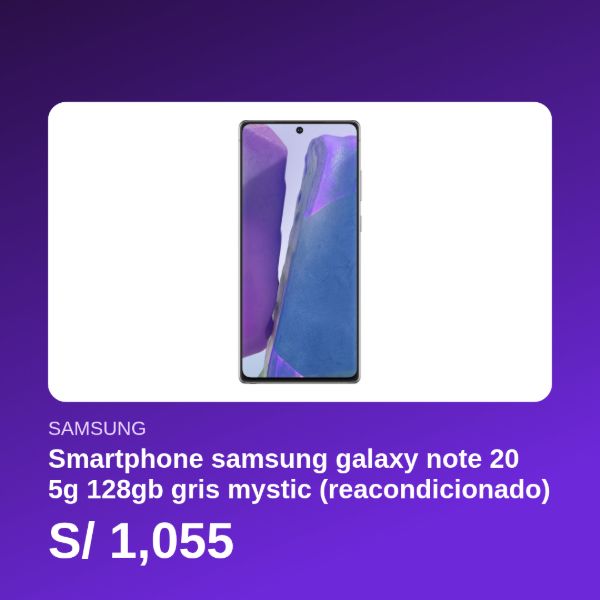 SAMSUNG
Smartphone samsung galaxy note 20
5g 128gb gris mystic (reacondicionado)
S/ 1,055